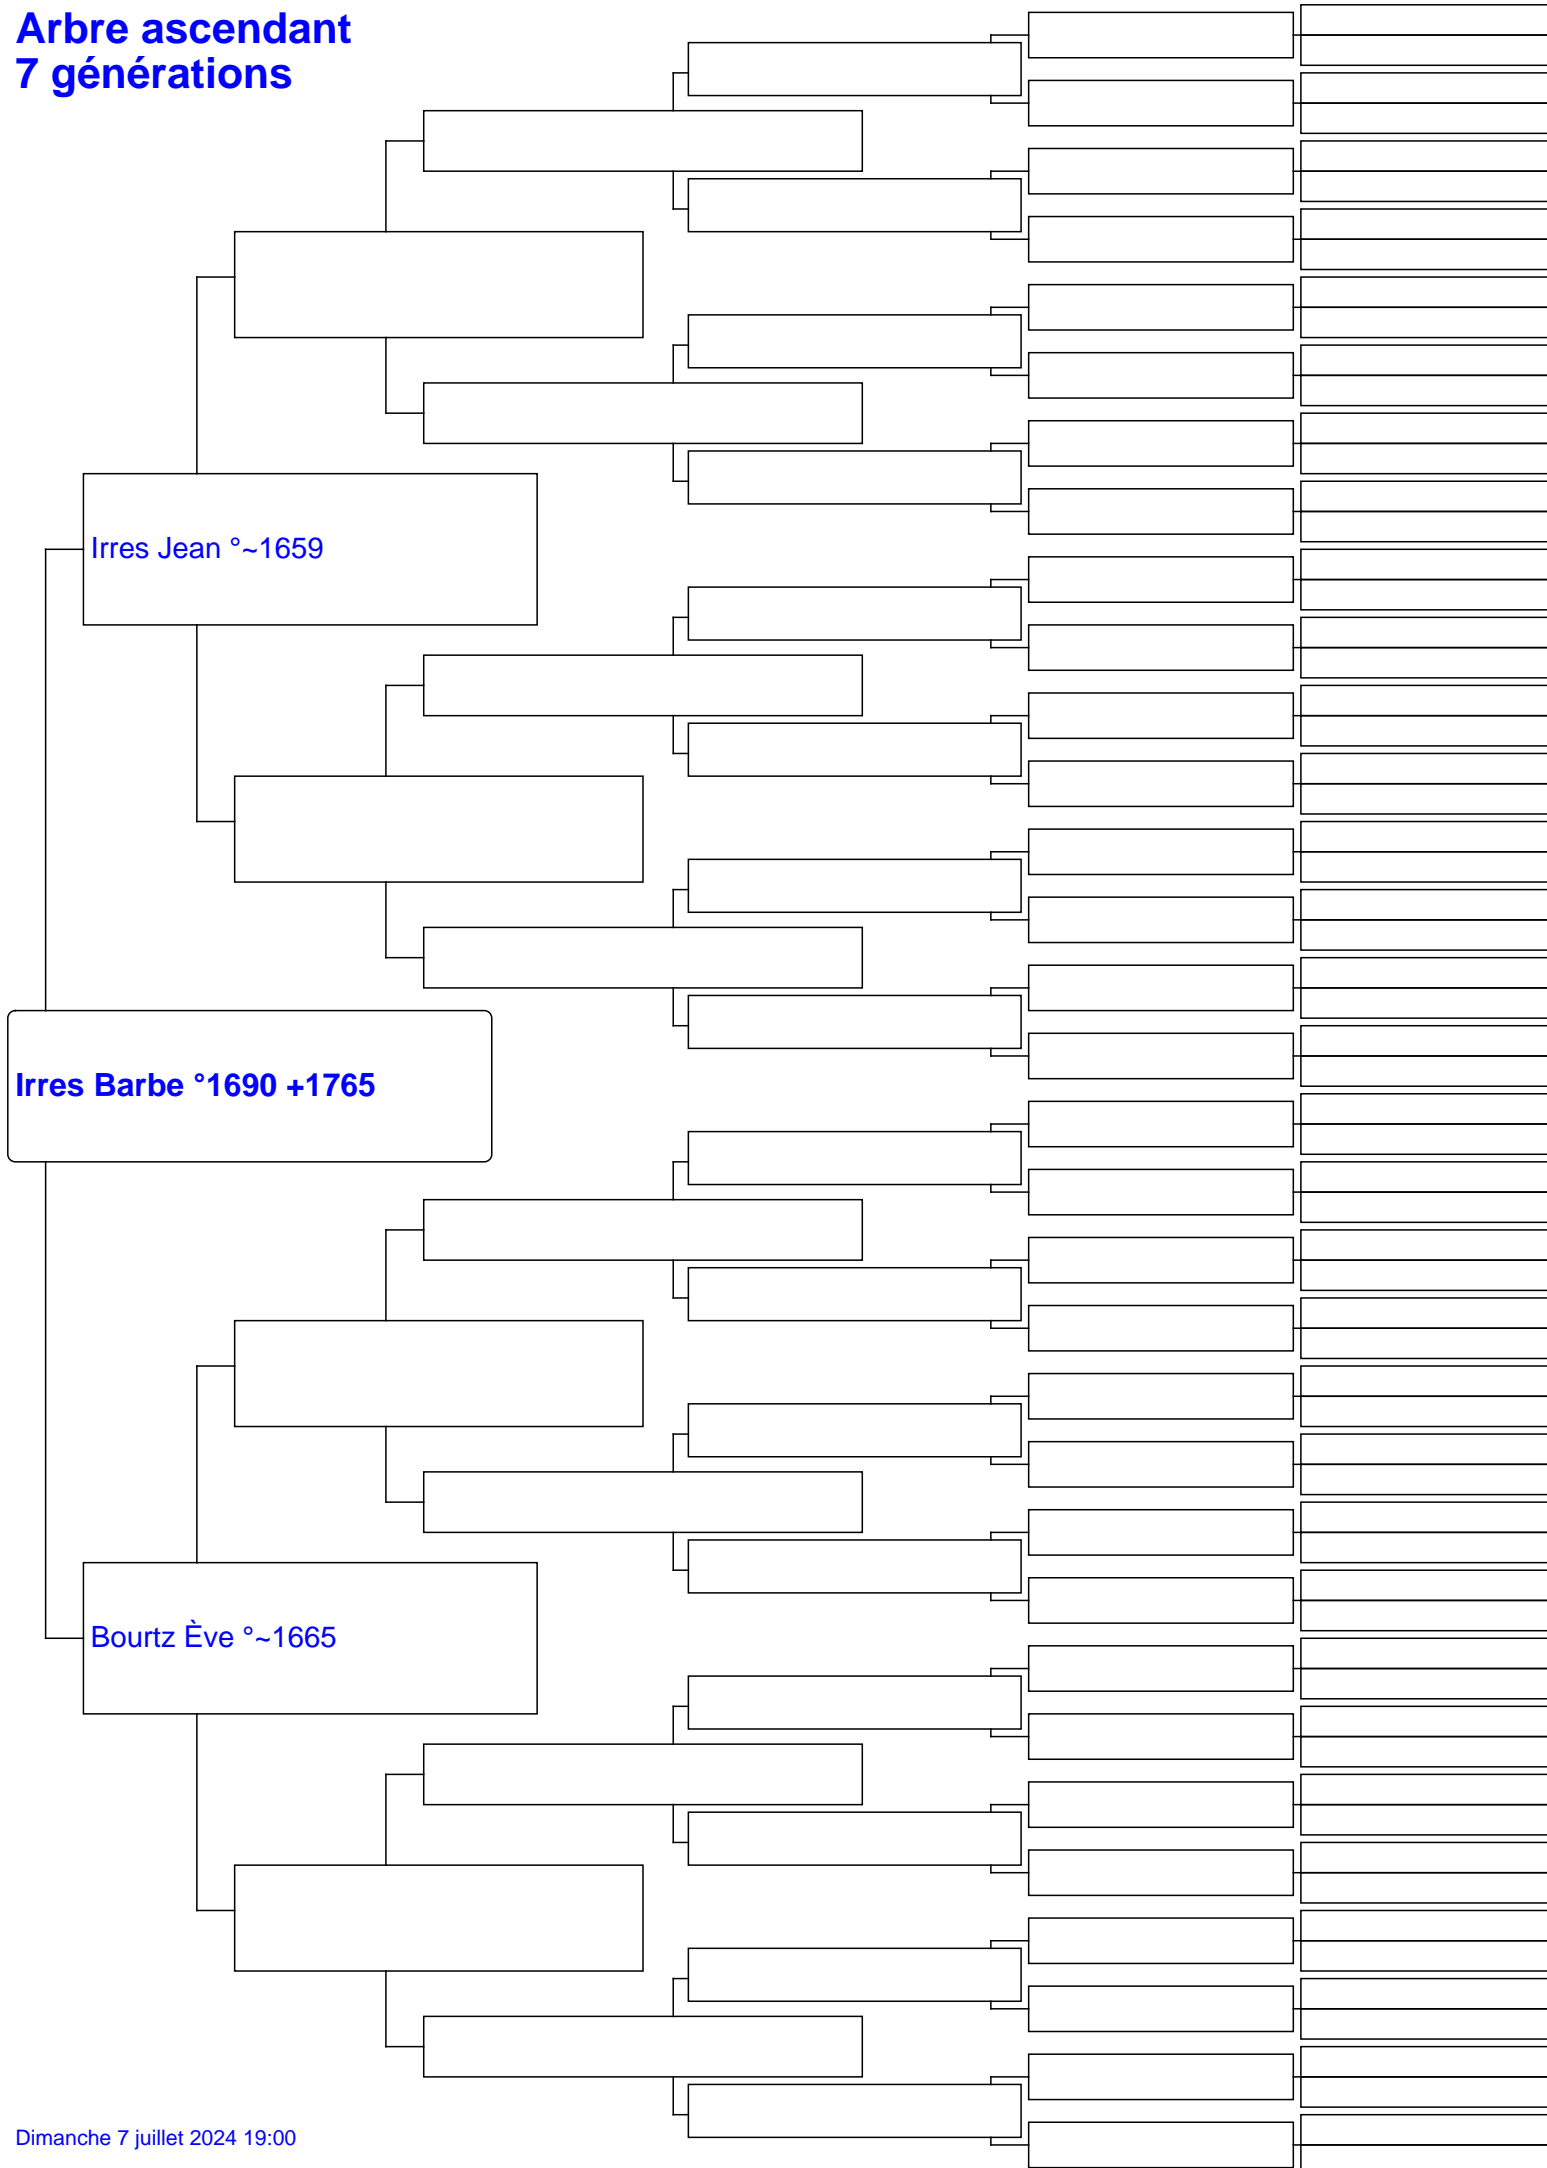 Arbre ascendant
7 générations
Irres Jean °~1659
Irres Barbe °1690 +1765
Bourtz Ève °~1665
Dimanche 7 juillet 2024 19:00